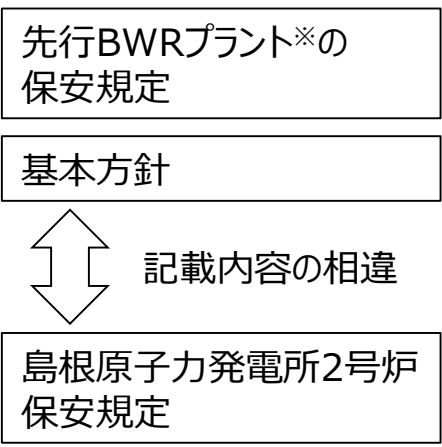 先行BWRプラント※の
保安規定
基本方針
記載内容の相違
島根原子力発電所2号炉
保安規定